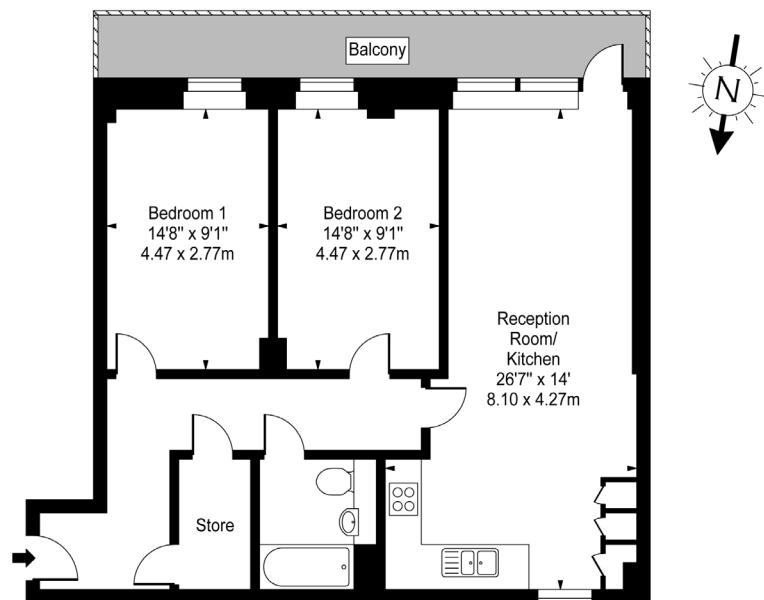 Balcony
N
Bedroom 1
14'8" x 9'1"
4.47 x 2.77m
Bedroom 2
14'8" x 9'1"
4.47 x 2.77m
Reception
Room/
Kitchen
26'7" x 14'
8.10 x 4.27m
Store